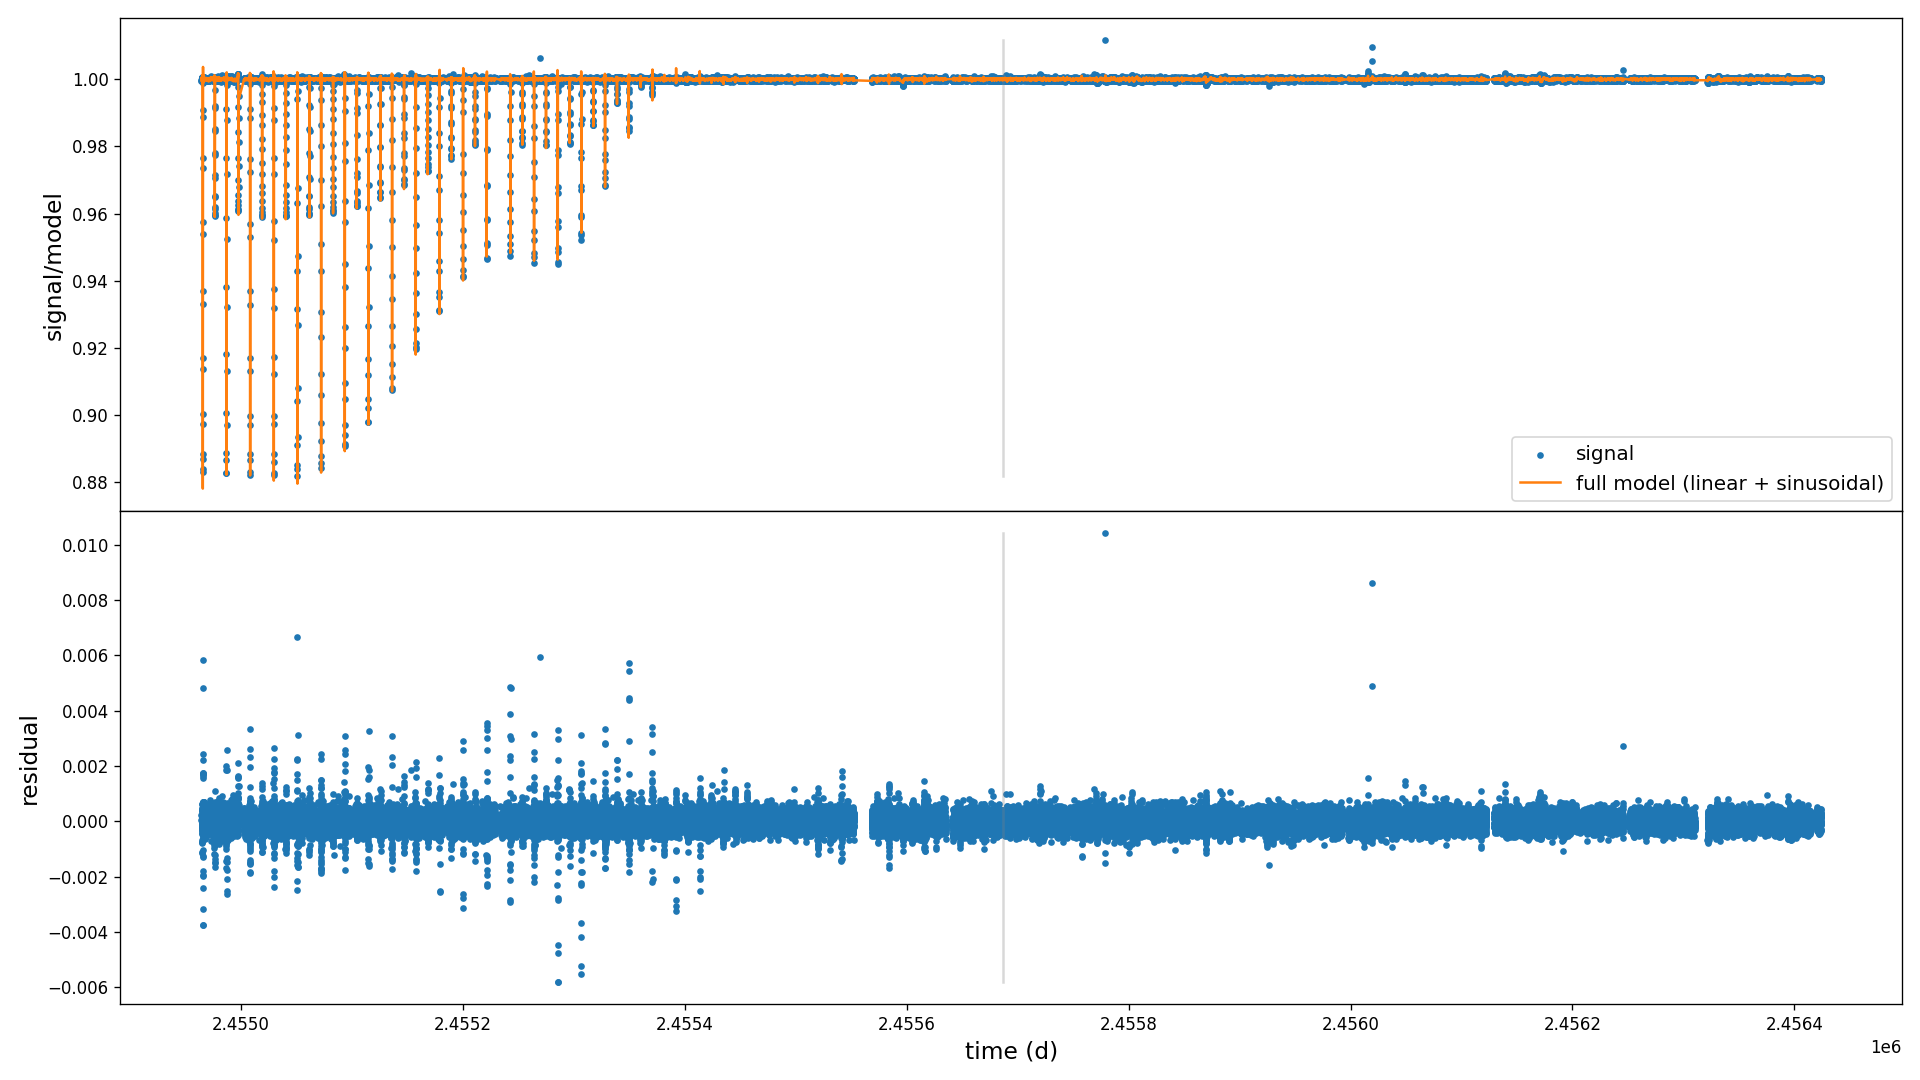 signal/model
1.00
0.98
0.96
0.94
0.92
0.90
0.88
signal
full model (linear + sinusoidal)
residual
0.010
0.008
0.006
0.004
0.002
0.000
−0.002
−0.004
−0.006
2.4550 2.4552 2.4554 2.4556 2.4558 2.4560 2.4562 2.4564
time (d)
1e6